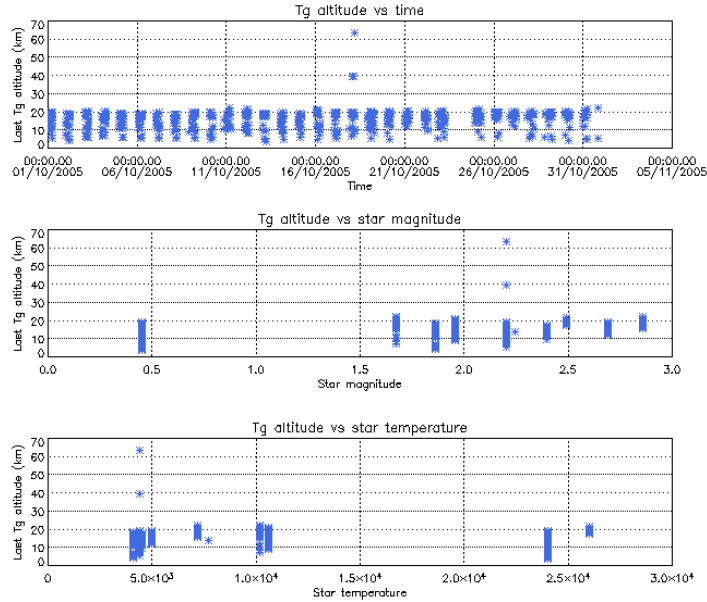 Tg altitude vs time
Last Tg altitude (km)
70
60
50
40
30
20
10
0
00:00.00 00:00.00 00:00.00 00:00.00 00:00.00 00:00.00 00:00.00 00:00.00
01/10/2005 06/10/2005 11/10/2005 16/10/2005 21/10/2005 26/10/2005 31/10/2005 05/11/2005
Time
Tg altitude vs star magnitude
Last Tg altitude (km)
70
60
50
40
30
20
10
0
0.0 0.5 1.0 1.5 2.0 2.5 3.0
Star magnitude
Tg altitude vs star temperature
Last Tg altitude (km)
70
60
50
40
30
20
10
0
0 5.0×10³ 1.0×10⁴ 1.5×10⁴ 2.0×10⁴ 2.5×10⁴ 3.0×10⁴
Star temperature